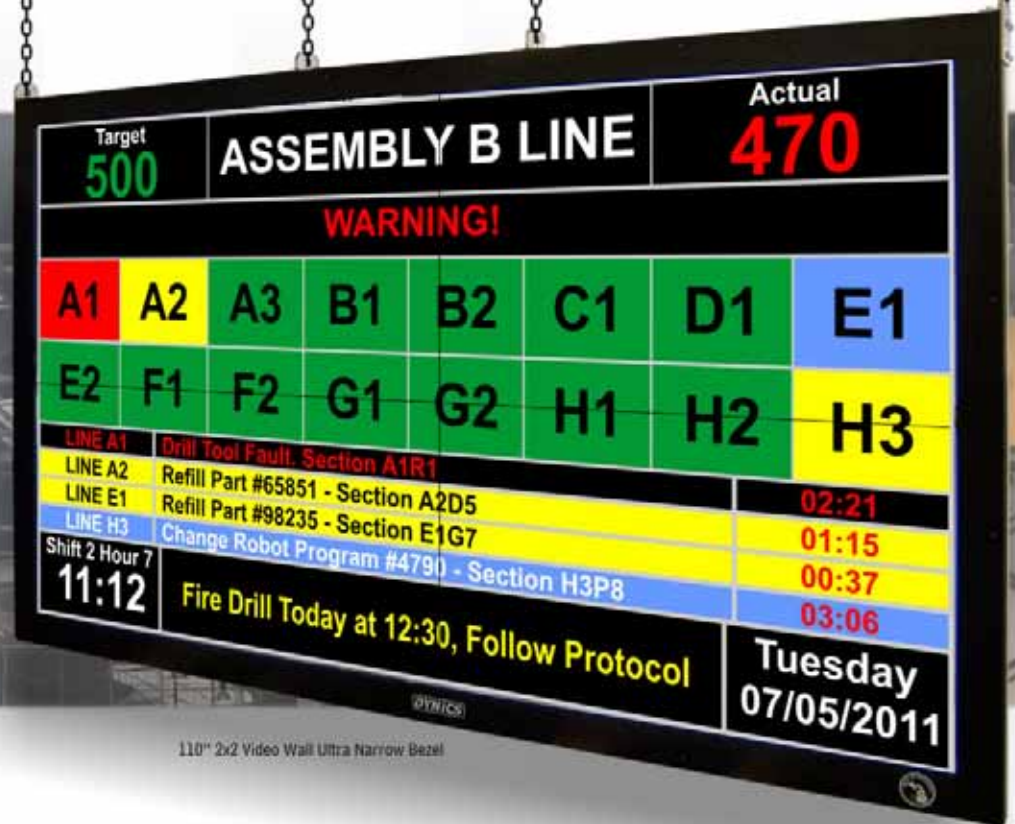 Target
500
ASSEMBLY B LINE
Actual
470
WARNING!
A1 A2 A3 B1 B2 C1 D1 E1
E2 F1 F2 G1 G2 H1 H2 H3
LINE A1 Drill Tool Fault. Section A1R1 02:21
LINE A2 Refill Part #65851 - Section A2D5 01:15
LINE E1 Refill Part #98235 - Section E1G7 00:37
LINE H3 Change Robot Program #4790 - Section H3P8 03:06
Shift 2 Hour 7
11:12
Fire Drill Today at 12:30, Follow Protocol
Tuesday
07/05/2011
DYNICS
110" 2x2 Video Wall Ultra Narrow Bezel